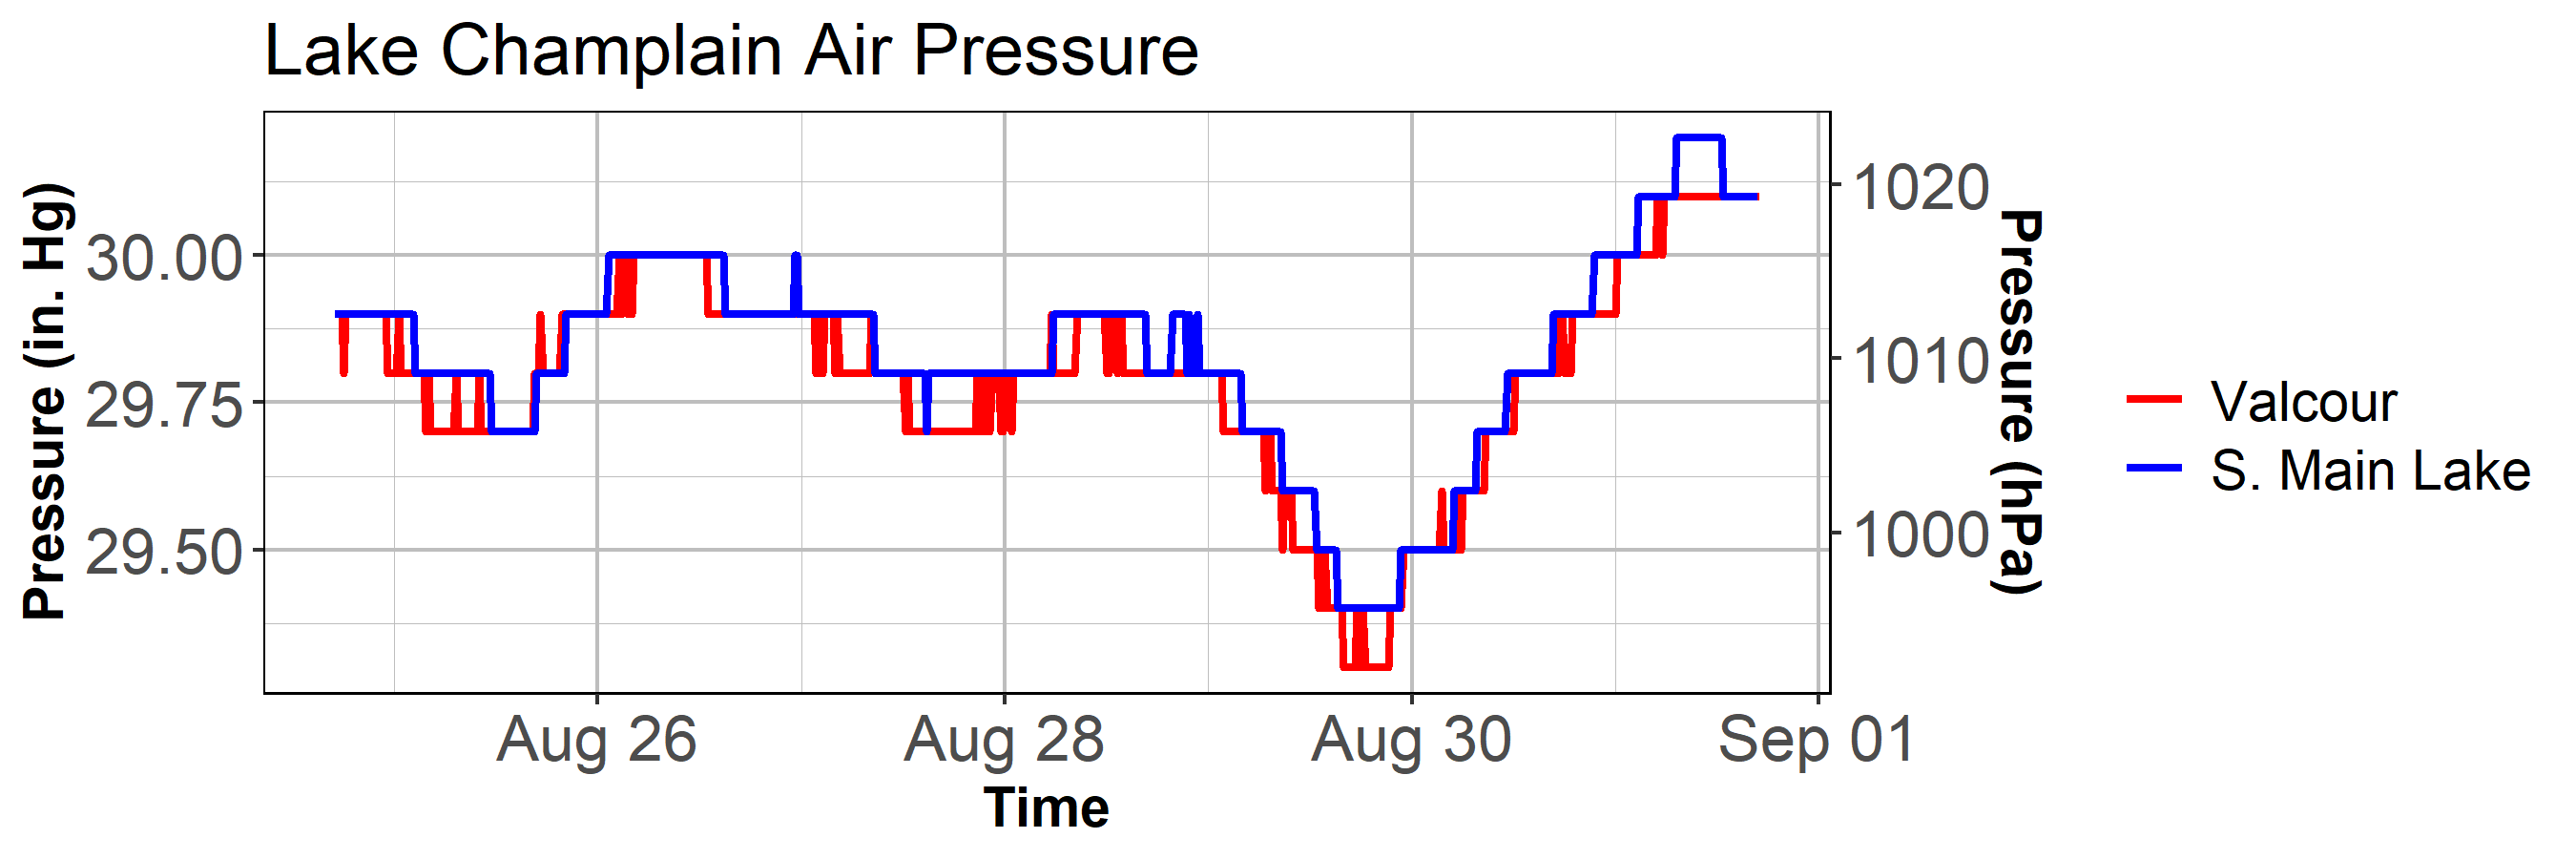 Lake Champlain Air Pressure
Pressure (in. Hg)
30.00
29.75
29.50
1020
1010
1000
Pressure (hPa)
Valcour
S. Main Lake
Aug 26
Aug 28
Aug 30
Sep 01
Time